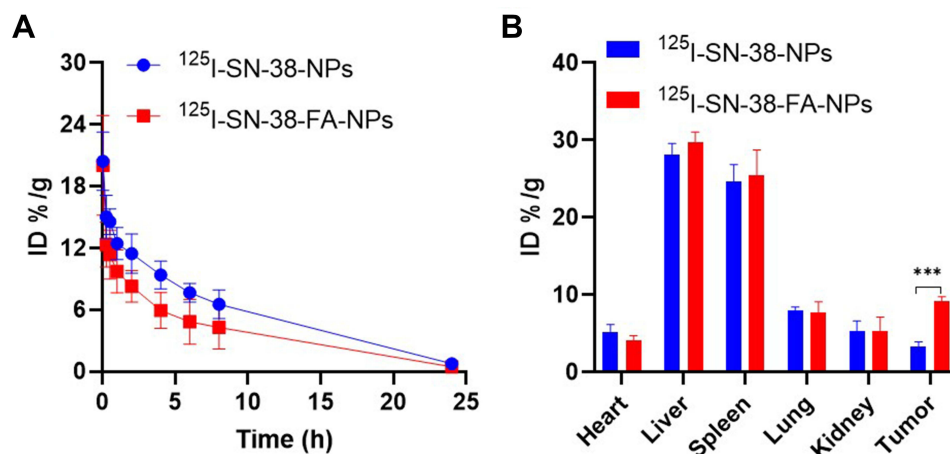 A
¹²⁵I-SN-38-NPs
¹²⁵I-SN-38-FA-NPs
ID % /g
30
24
18
12
6
0
0 5 10 15 20 25
Time (h)
B
¹²⁵I-SN-38-NPs
¹²⁵I-SN-38-FA-NPs
ID % /g
40
30
20
10
0
***
Heart Liver Spleen Lung Kidney Tumor